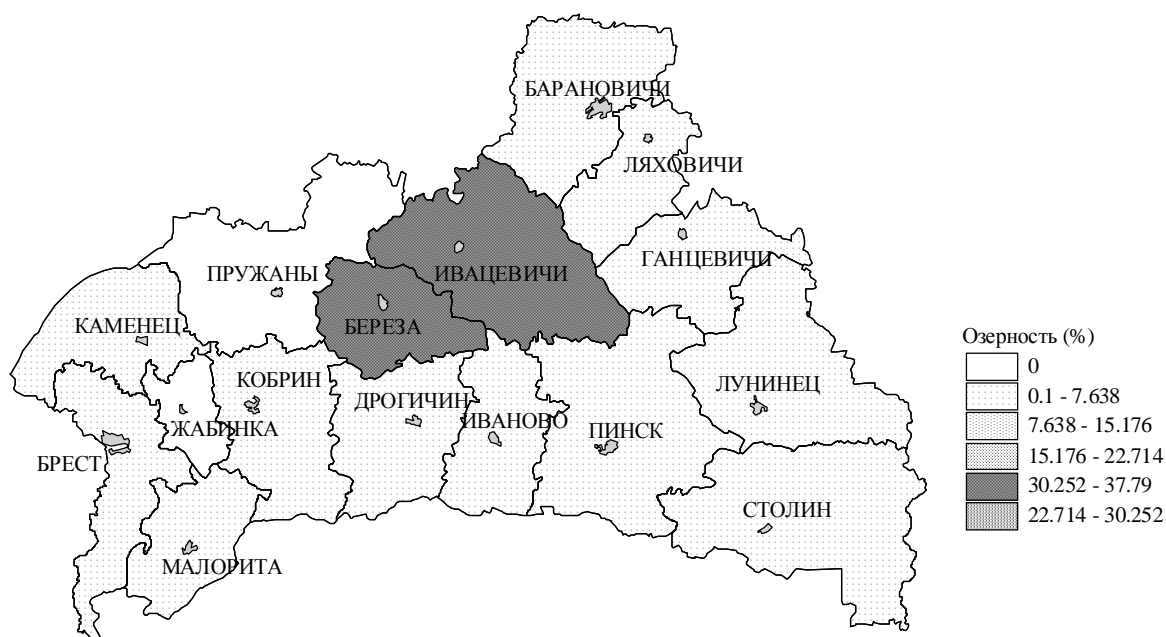 БАРАНОВИЧИ
ЛЯХОВИЧИ
ГАНЦЕВИЧИ
ПРУЖАНЫ
ИВАЦЕВИЧИ
КАМЕНЕЦ
БЕРЕЗА
КОБРИН
ДРОГИЧИН
ЛУНИНЕЦ
ЖАБИНКА
ИВАНОВО
ПИНСК
БРЕСТ
СТОЛИН
МАЛОРИТА
Озерность (%)
0
0.1 - 7.638
7.638 - 15.176
15.176 - 22.714
30.252 - 37.79
22.714 - 30.252